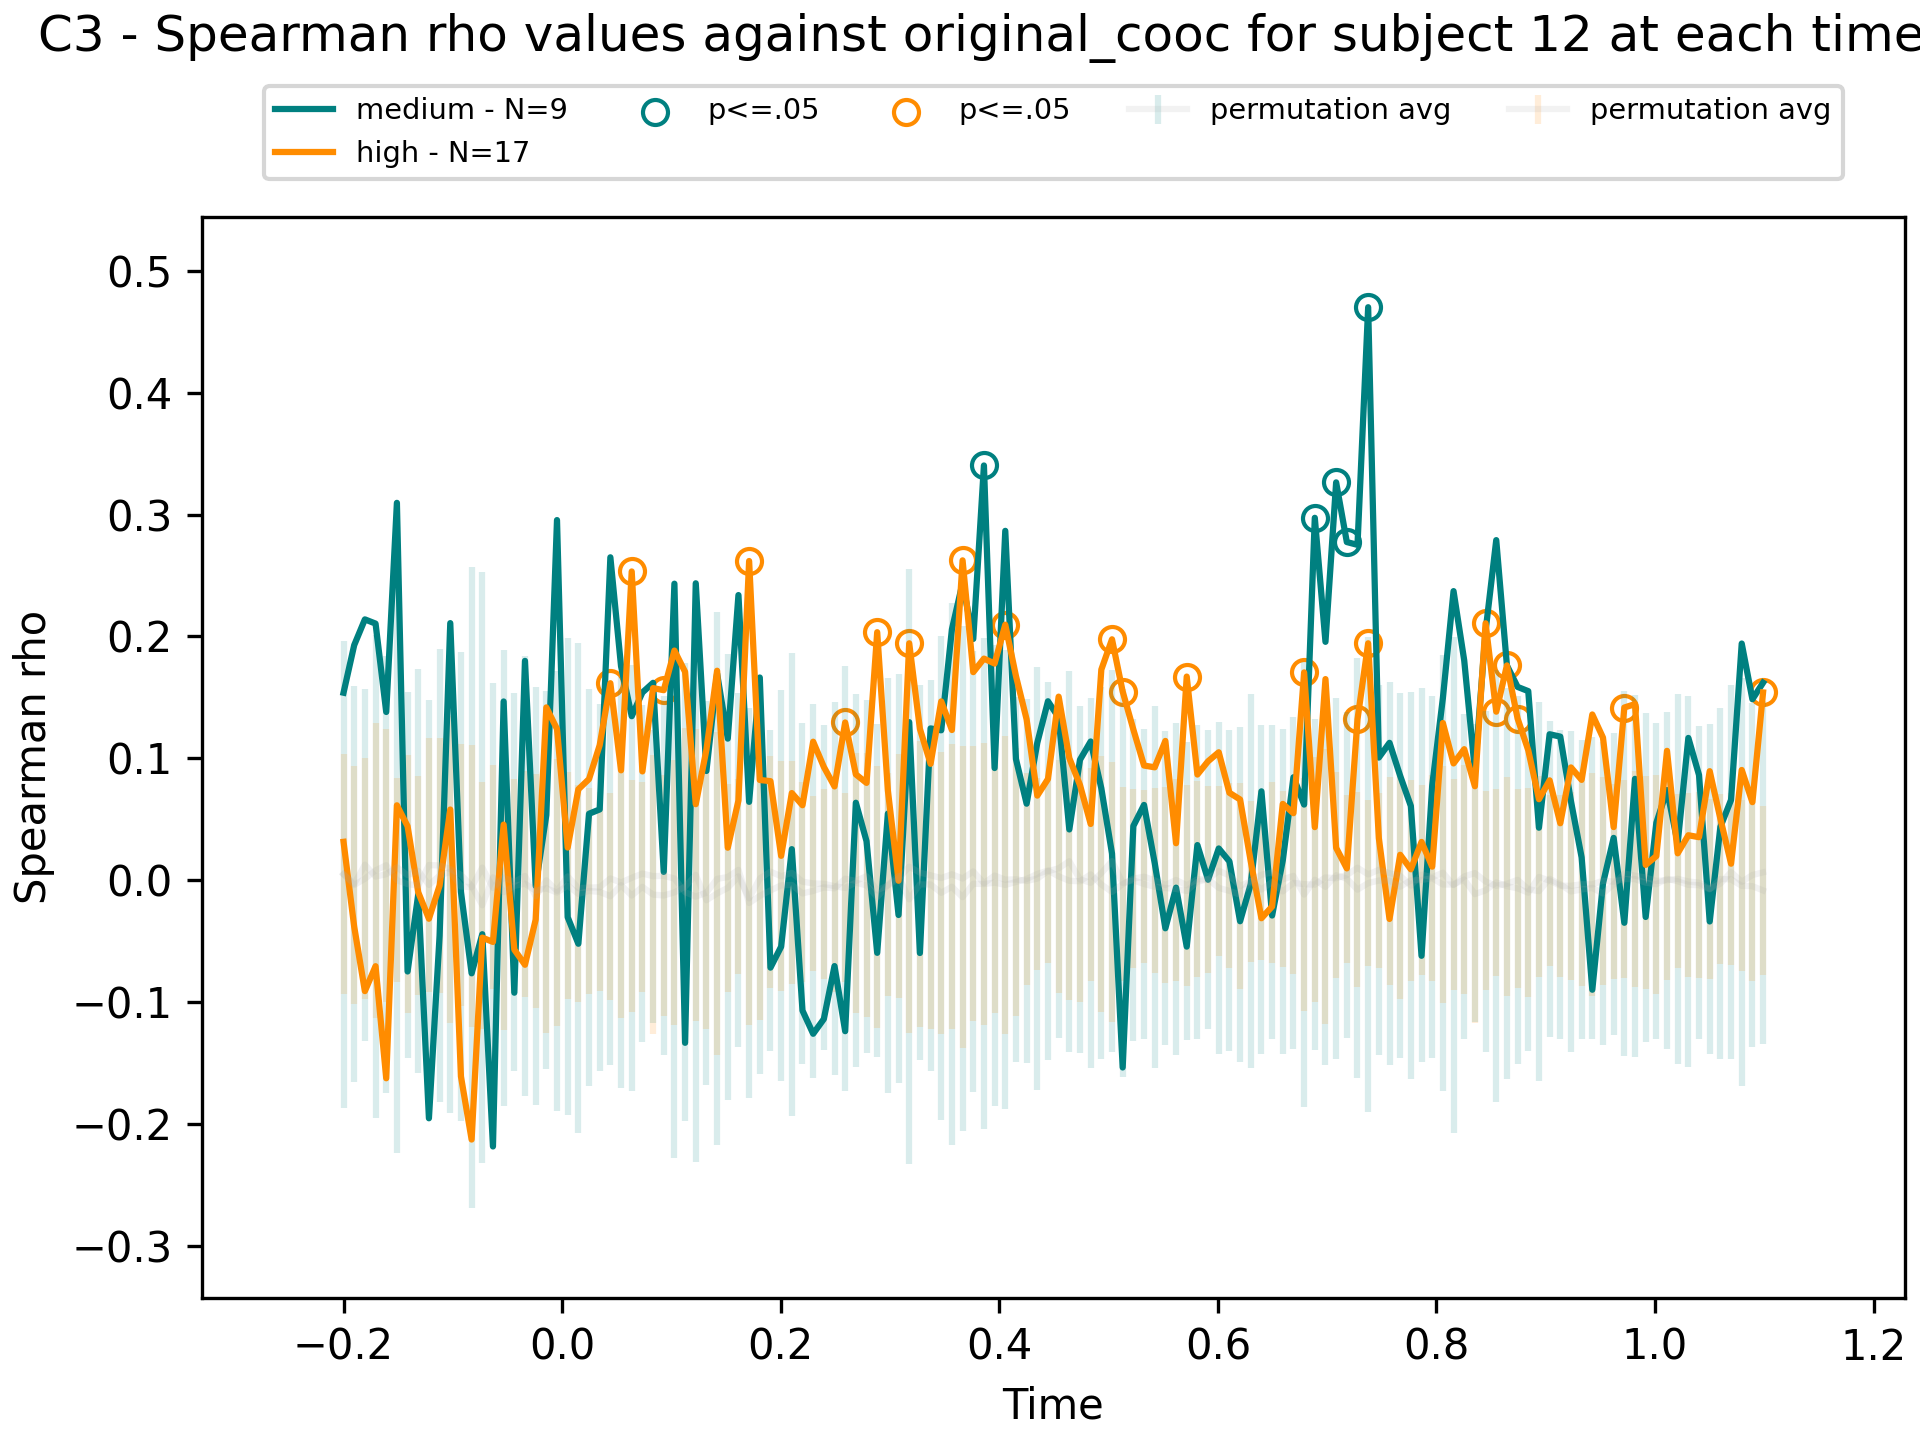 C3 - Spearman rho values against original_cooc for subject 12 at each time
medium - N=9
high - N=17
p<=.05
p<=.05
permutation avg
permutation avg
Spearman rho
0.5
0.4
0.3
0.2
0.1
0.0
−0.1
−0.2
−0.3
−0.2 0.0 0.2 0.4 0.6 0.8 1.0 1.2
Time